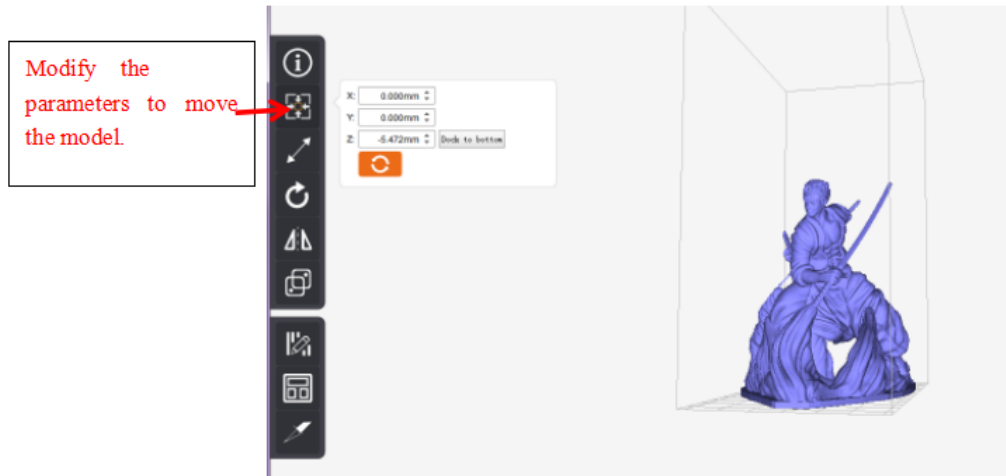 Modify the
parameters to move
the model.
X: 0.000mm
Y: 0.000mm
Z: -5.472mm Dock to bottom